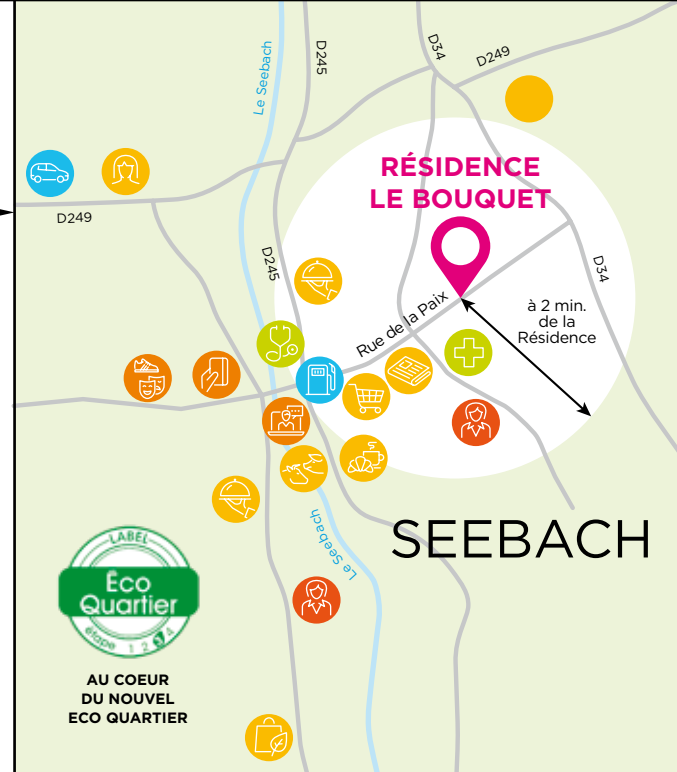 D245
D34
D249
Le Seebach
RÉSIDENCE
LE BOUQUET
D249
D245
D34
Rue de la Paix
à 2 min.
de la
Résidence
SEEBACH
Le Seebach
LABEL
Éco
Quartier
étape 1 2 3 4
AU COEUR
DU NOUVEL
ECO QUARTIER